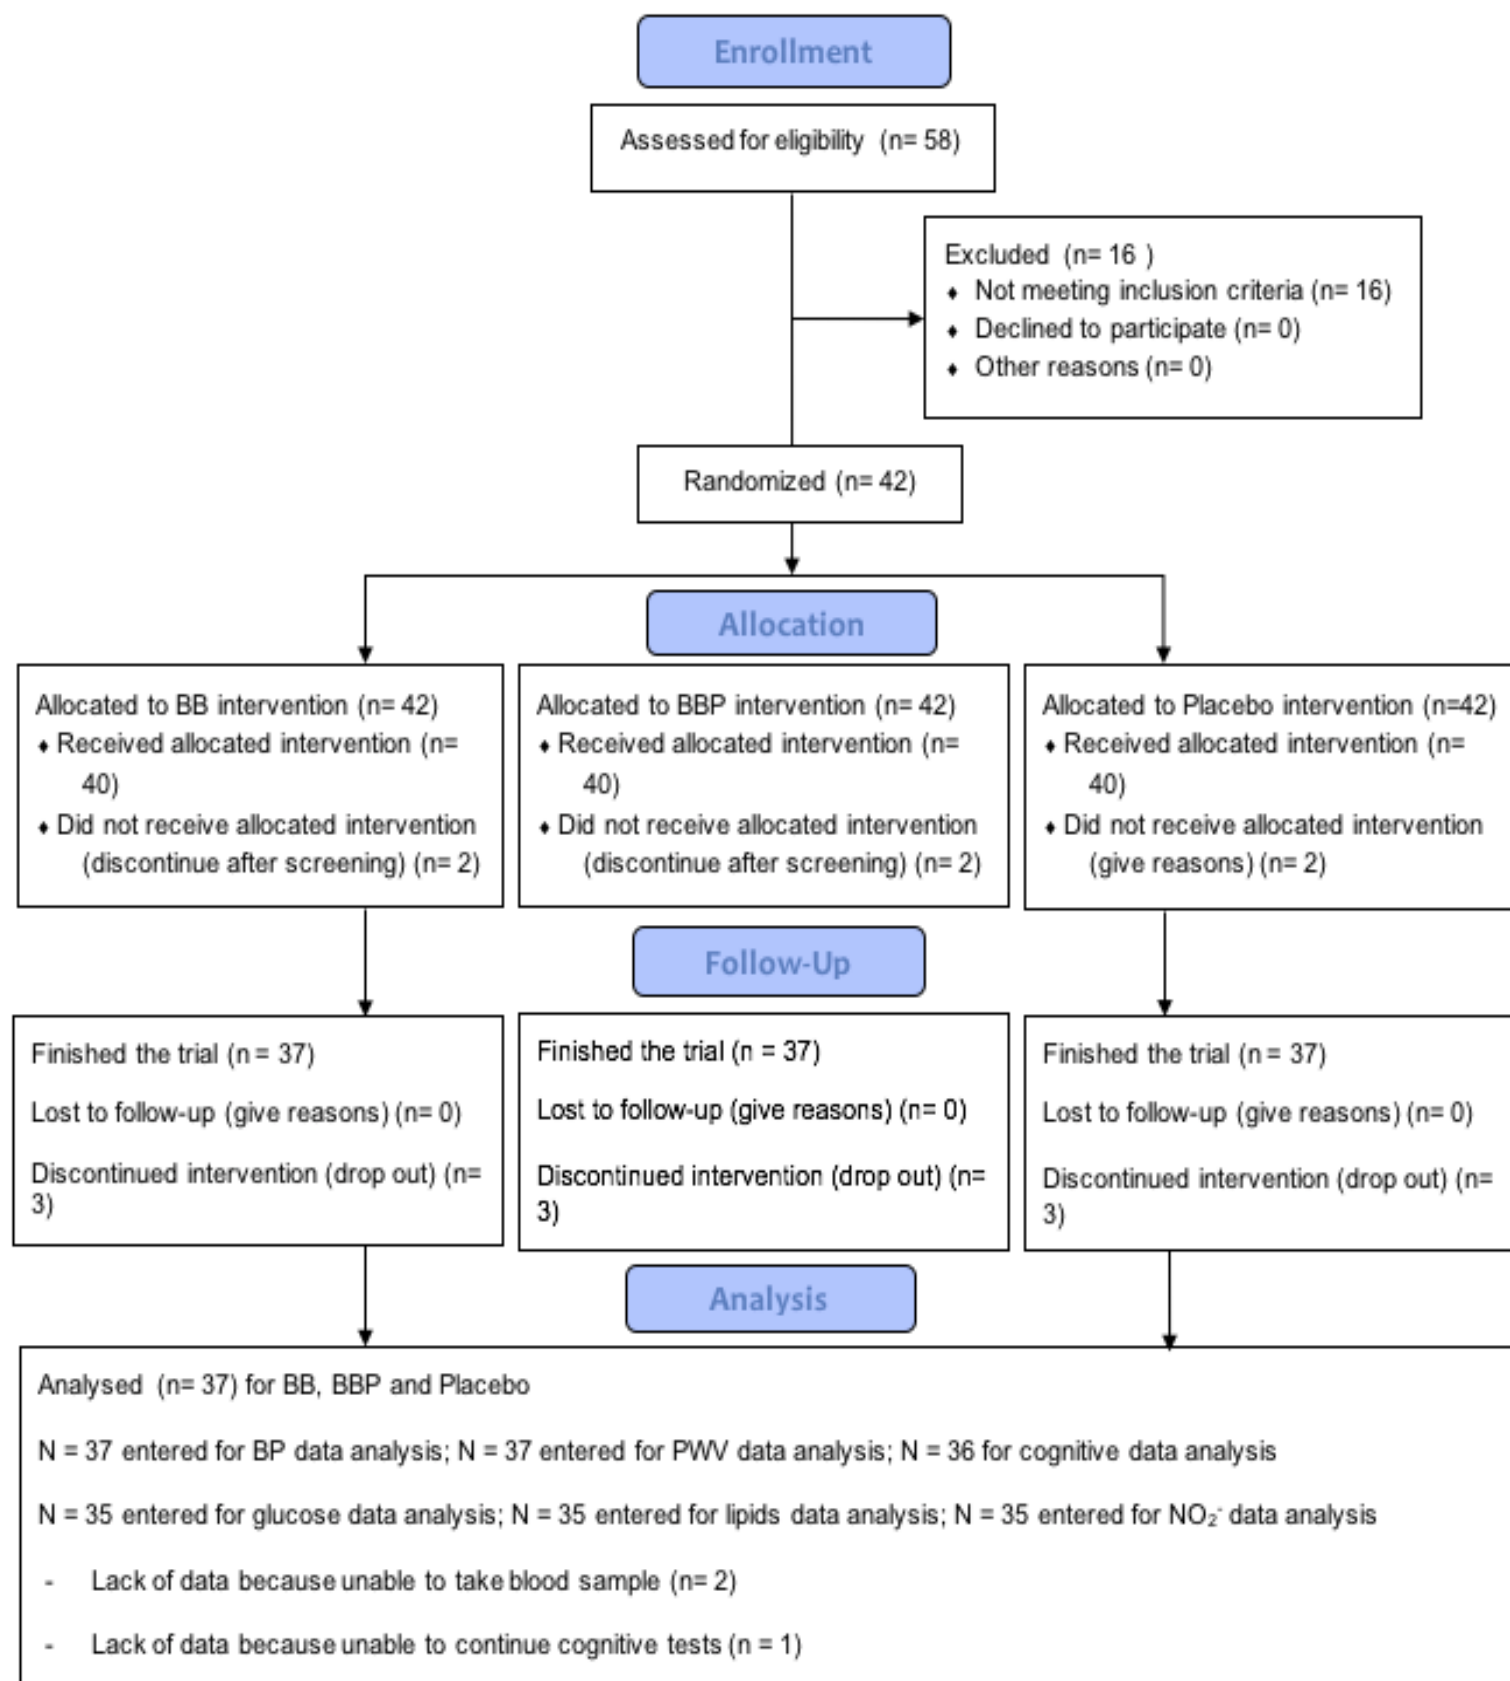 Enrollment
Assessed for eligibility (n= 58)
Excluded (n= 16 )
♦ Not meeting inclusion criteria (n= 16)
♦ Declined to participate (n= 0)
♦ Other reasons (n= 0)
Randomized (n= 42)
Allocation
Allocated to BB intervention (n= 42)
♦ Received allocated intervention (n=
40)
♦ Did not receive allocated intervention
(discontinue after screening) (n= 2)
Allocated to BBP intervention (n= 42)
♦ Received allocated intervention (n=
40)
♦ Did not receive allocated intervention
(discontinue after screening) (n= 2)
Allocated to Placebo intervention (n=42)
♦ Received allocated intervention (n=
40)
♦ Did not receive allocated intervention
(give reasons) (n= 2)
Follow-Up
Finished the trial (n = 37)
Lost to follow-up (give reasons) (n= 0)
Discontinued intervention (drop out) (n=
3)
Finished the trial (n = 37)
Lost to follow-up (give reasons) (n= 0)
Discontinued intervention (drop out) (n=
3)
Finished the trial (n = 37)
Lost to follow-up (give reasons) (n= 0)
Discontinued intervention (drop out) (n=
3)
Analysis
Analysed (n= 37) for BB, BBP and Placebo
N = 37 entered for BP data analysis; N = 37 entered for PWV data analysis; N = 36 for cognitive data analysis
N = 35 entered for glucose data analysis; N = 35 entered for lipids data analysis; N = 35 entered for NO₂⁻ data analysis
- Lack of data because unable to take blood sample (n= 2)
- Lack of data because unable to continue cognitive tests (n = 1)